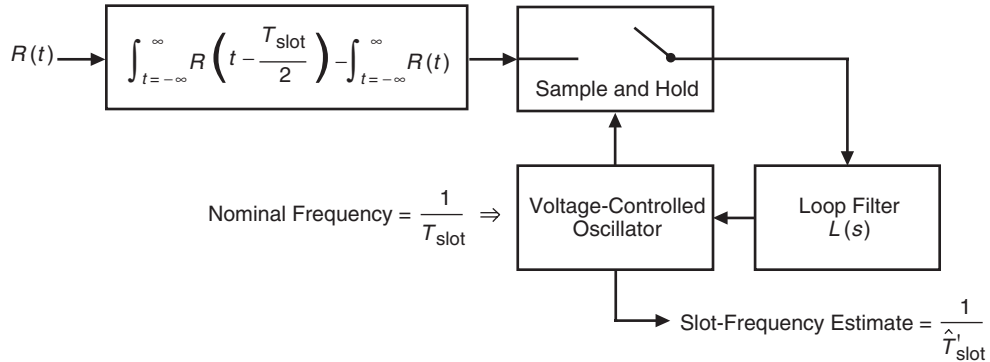 R(t)
∫_{t=−∞}^{∞} R (t − T_slot/2) − ∫_{t=−∞}^{∞} R(t)
Sample and Hold
Nominal Frequency = 1/T_slot ⇒
Voltage-Controlled
Oscillator
Loop Filter
L(s)
Slot-Frequency Estimate = 1/T̂'_slot